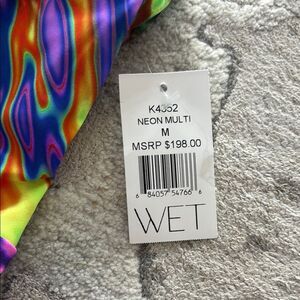 K4352
NEON MULTI
M
MSRP $198.00
6 84057 54766 6
WET